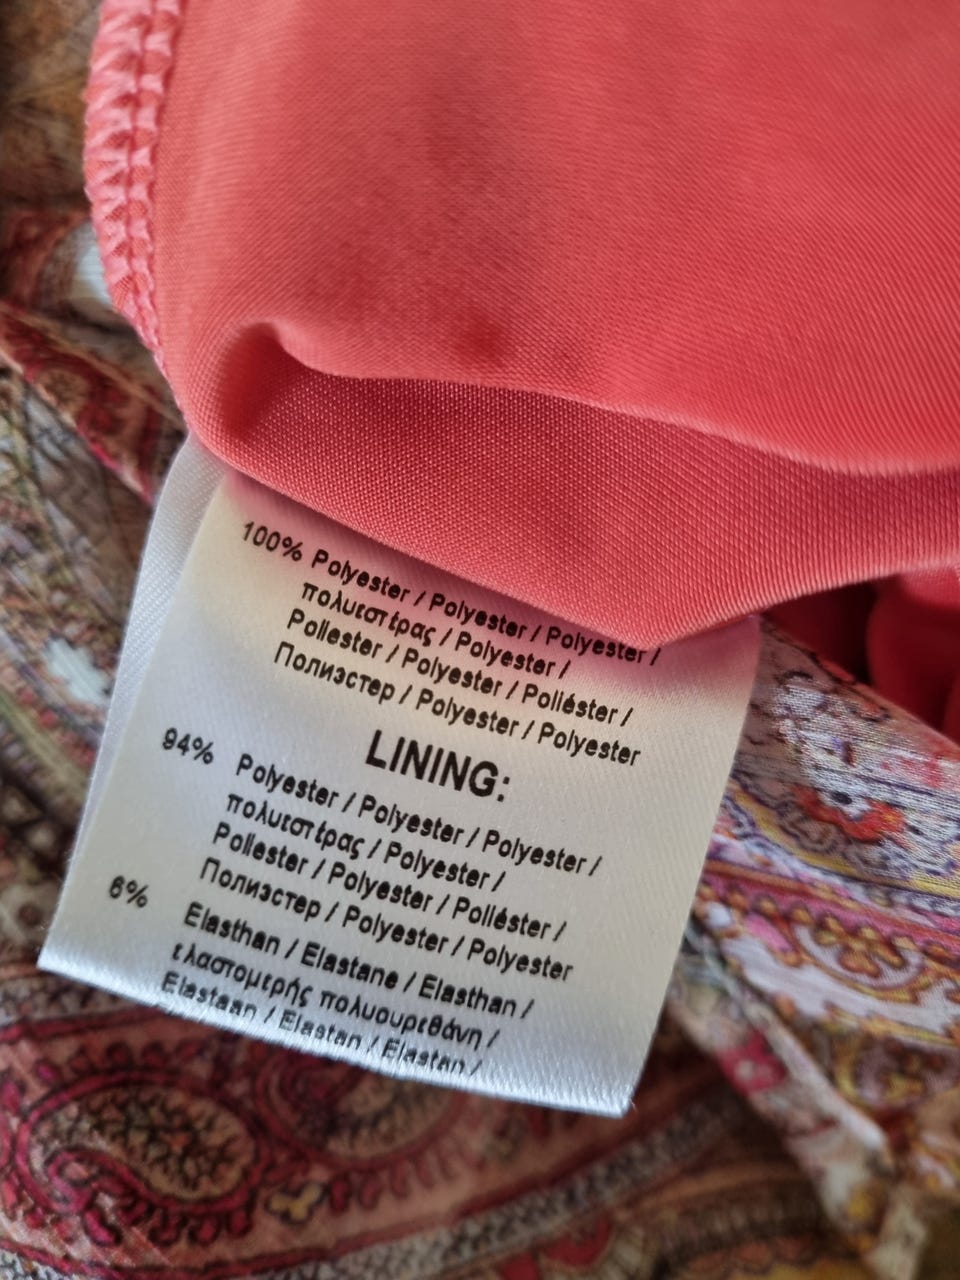 100% Polyester / Polyester / Polyester /
πολυεστέρας / Polyester /
Poliester / Polyester / Poliéster /
Полиэстер / Polyester / Polyester
LINING:
94% Polyester / Polyester / Polyester /
πολυεστέρας / Polyester /
Poliester / Polyester / Poliéster /
Полиэстер / Polyester / Polyester
6% Elasthan / Elastane / Elasthan /
ελαστομερής πολυουρεθάνη /
Elastaan / Elastan / Elastan /